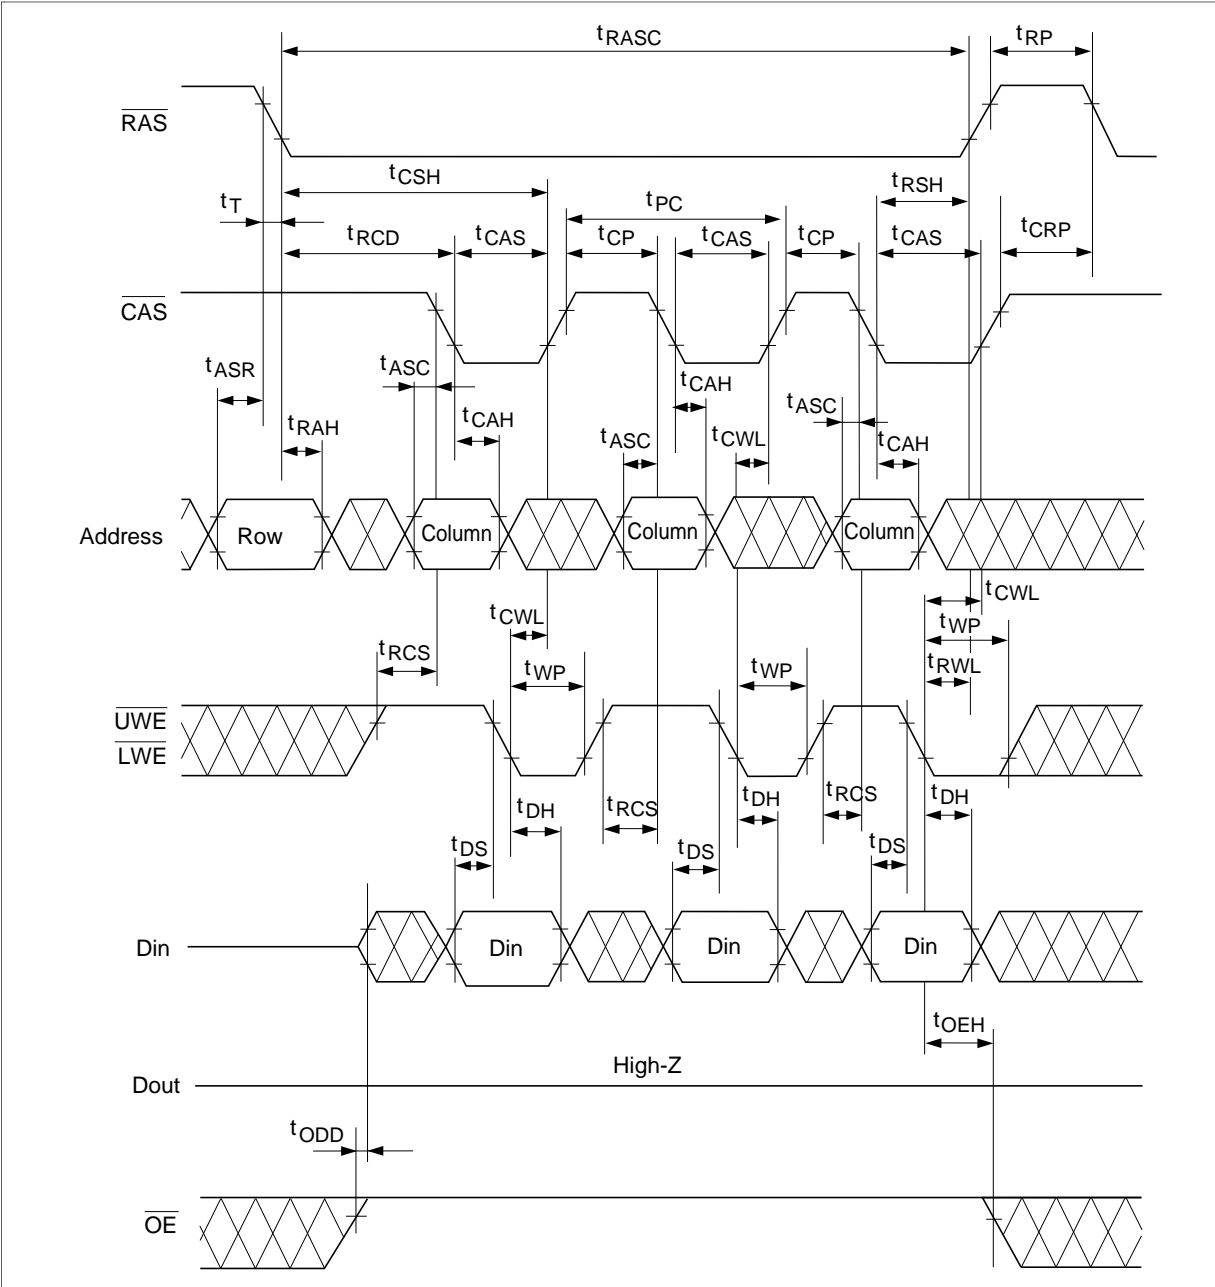 tRASC tRP
RAS
tCSH tRSH
tT tPC
tRCD tCAS tCP tCAS tCP tCAS tCRP
CAS
tASR tASC tCAH tASC
tRAH tCAH tASC tCWL tCAH
Address Row Column Column Column
tCWL tCWL
tRCS tWP tWP tWP
tRWL
UWE
LWE
tDH tRCS tDH tRCS tDH
tDS tDS tDS
Din Din Din Din
tOEH
High-Z
Dout
tODD
OE